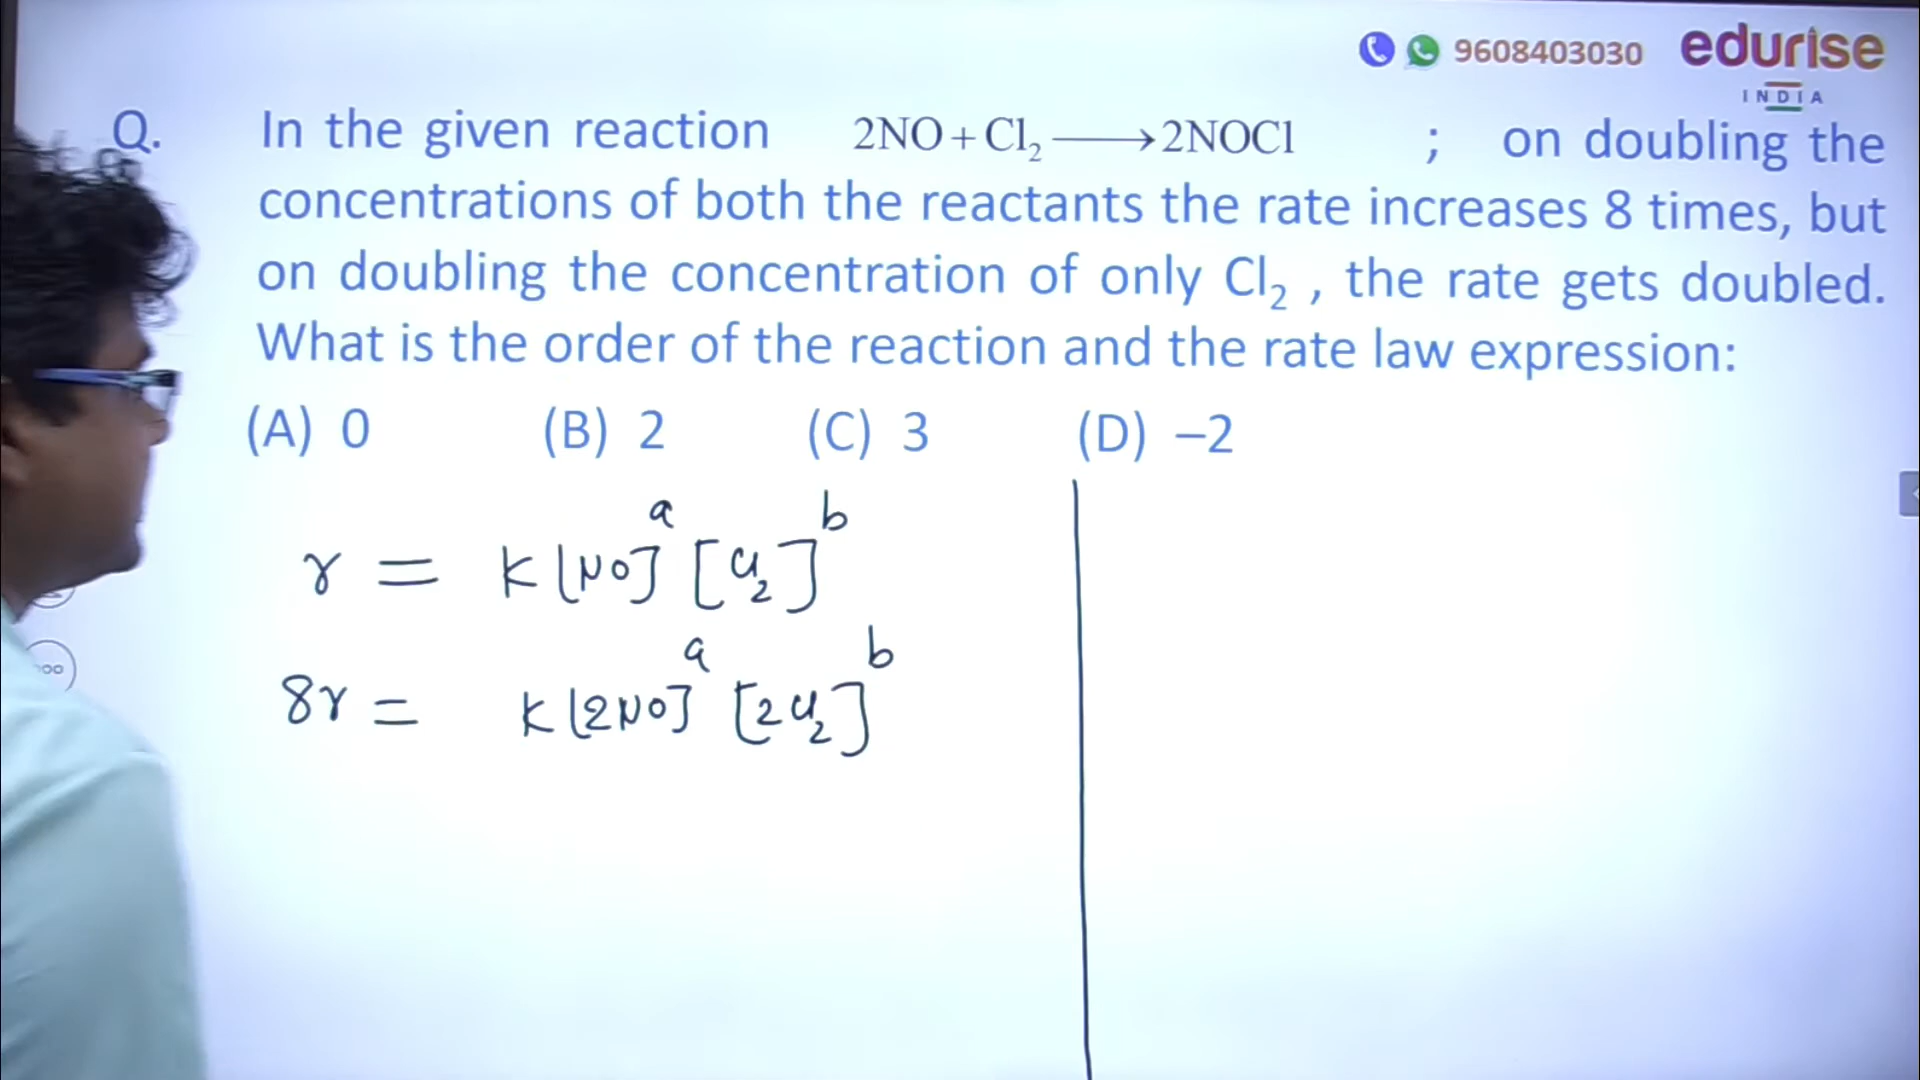 9608403030 edurise
INDIA
Q. In the given reaction 2NO + Cl₂ ⟶ 2NOCl ; on doubling the
concentrations of both the reactants the rate increases 8 times, but
on doubling the concentration of only Cl₂ , the rate gets doubled.
What is the order of the reaction and the rate law expression:
(A) 0 (B) 2 (C) 3 (D) –2
r = K[NO]ᵃ [Cl₂]ᵇ
8r = K[2NO]ᵃ [2Cl₂]ᵇ